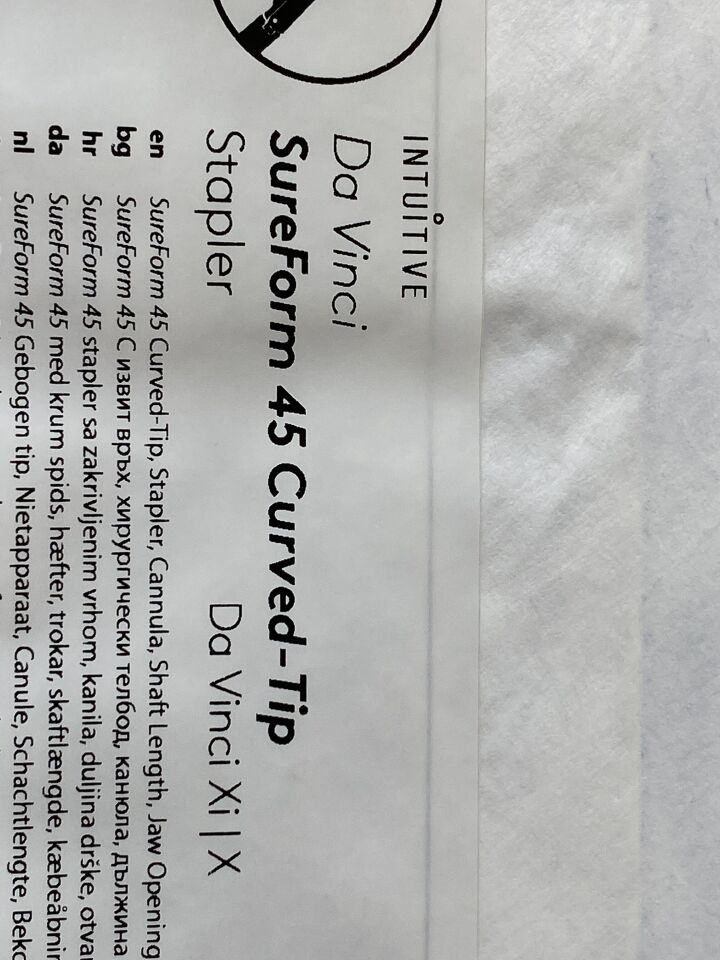 INTUITIVE
Da Vinci
SureForm 45 Curved-Tip
Stapler
Da Vinci Xi | X
en SureForm 45 Curved-Tip, Stapler, Cannula, Shaft Length, Jaw Opening
bg SureForm 45 С извит връх, хирургически телбод, канюла, дължина
hr SureForm 45 stapler sa zakrivljenim vrhom, kanila, duljina drške, otva
da SureForm 45 med krum spids, hæfter, trokar, skaftlængde, kæbeåbnin
nl SureForm 45 Gebogen tip, Nietapparaat, Canule, Schachtlengte, Bek